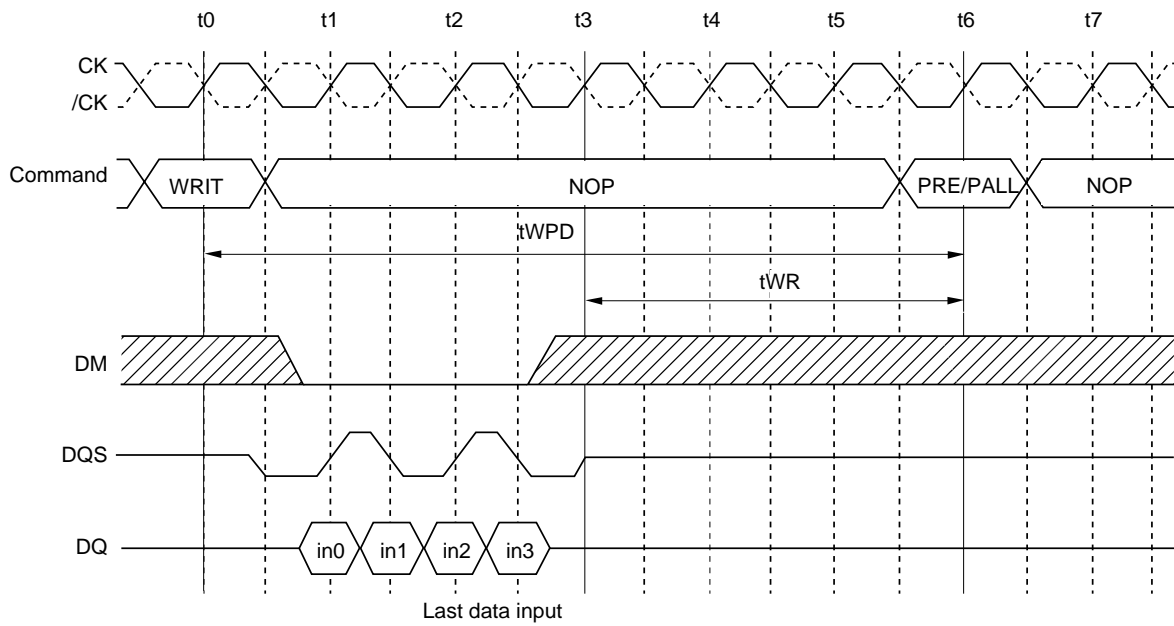 t0 t1 t2 t3 t4 t5 t6 t7
CK
/CK
Command WRIT NOP PRE/PALL NOP
tWPD
tWR
DM
DQS
DQ in0 in1 in2 in3
Last data input